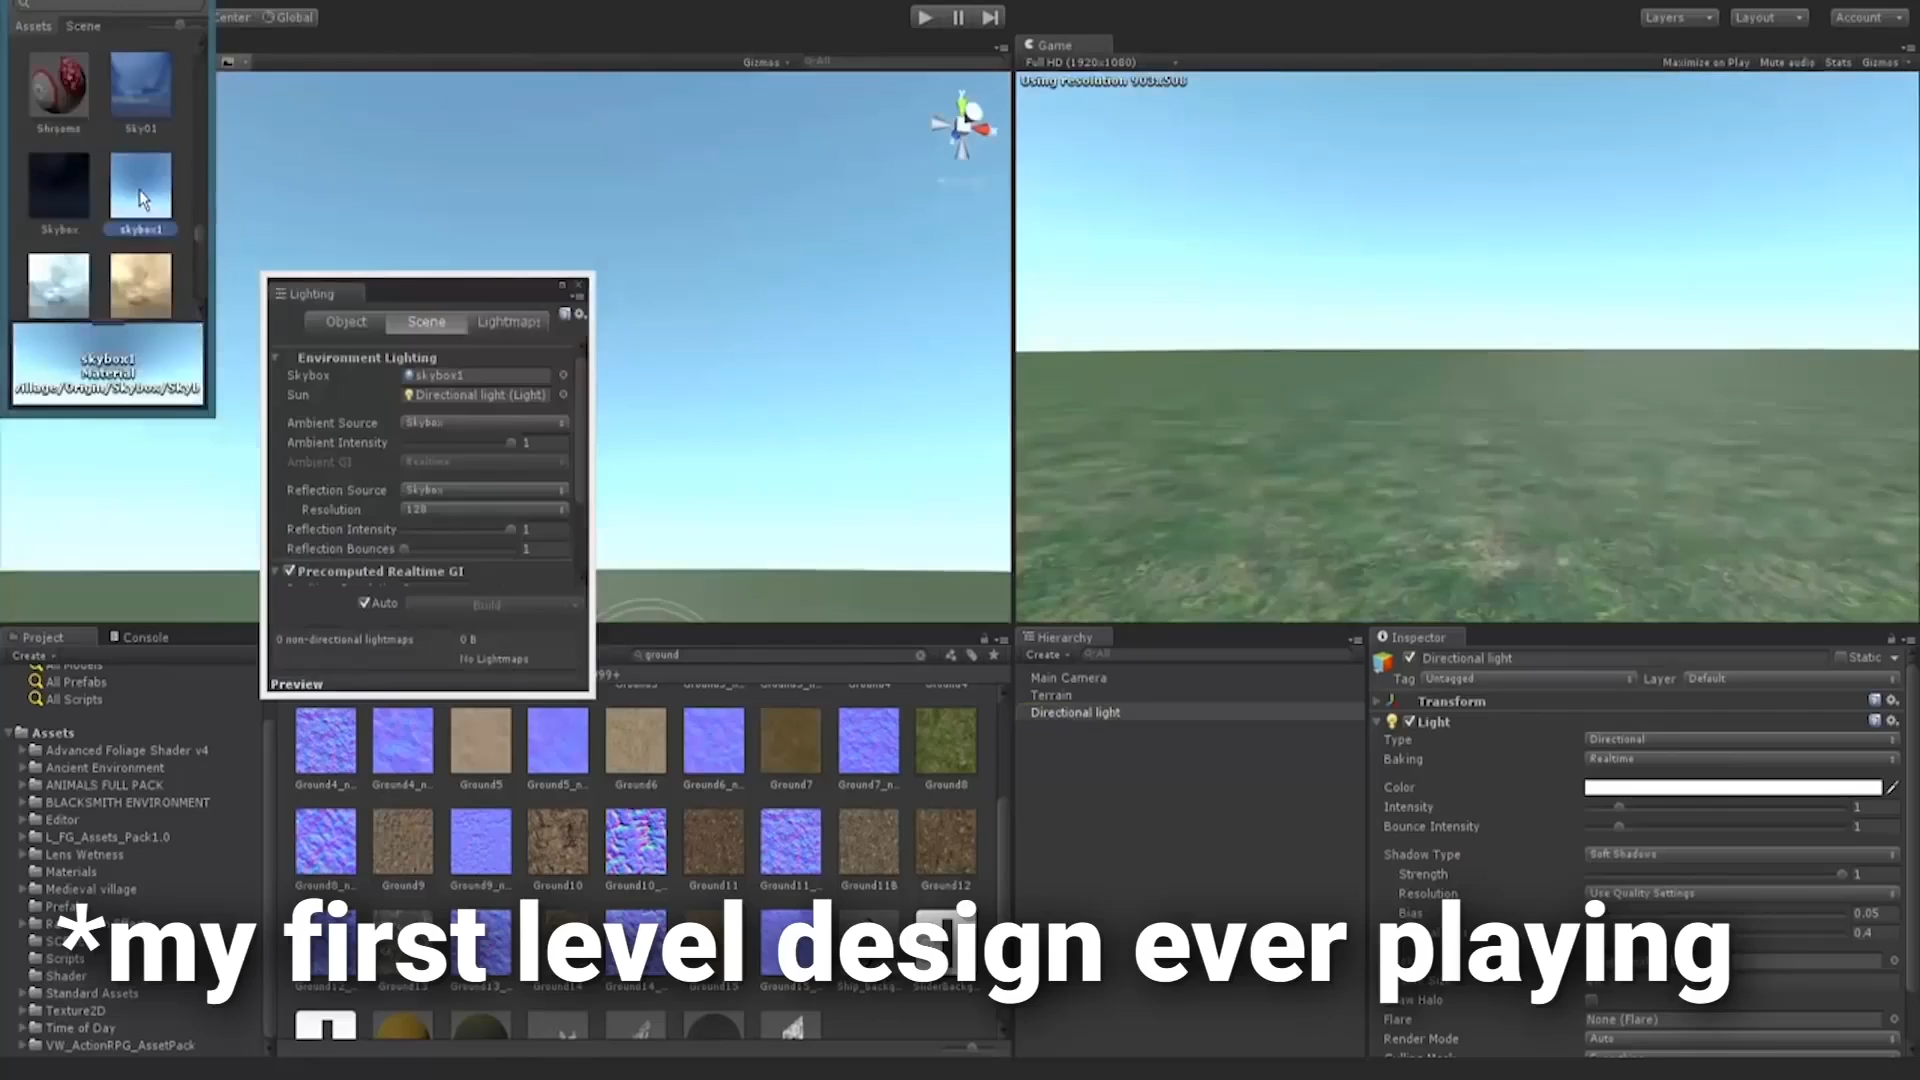 Assets Scene
Center Global
Layers Layout Account
Game
Gizmos All
Full HD (1920x1080)
Maximize on Play Mute audio Stats Gizmos
Using resolution 903x508
Shrooms Sky01
Skybox skybox1
skybox1
Material
Lighting
Object Scene Lightmaps
Environment Lighting
Skybox skybox1
Sun Directional light (Light)
Ambient Source Skybox
Ambient Intensity 1
Ambient GI Realtime
Reflection Source Skybox
Resolution 128
Reflection Intensity 1
Reflection Bounces 1
Precomputed Realtime GI
Auto Build
0 non-directional lightmaps 0 B
No Lightmaps
Preview
Project Console
Create
ground
All Models
All Prefabs
All Scripts
Assets
Advanced Foliage Shader v4
Ancient Environment
ANIMALS FULL PACK
BLACKSMITH ENVIRONMENT
Editor
L_FG_Assets_Pack1.0
Lens Wetness
Materials
Medieval village
Scripts
Shader
Standard Assets
Texture2D
Time of Day
VW_ActionRPG_AssetPack
Ground4_n... Ground4_n... Ground5 Ground5_n... Ground6 Ground6_n... Ground7 Ground7_n... Ground8
Ground8_n... Ground9 Ground9_n... Ground10 Ground10_... Ground11 Ground11_... Ground11B Ground12
Ground12_... Ground13 Ground13_... Ground14 Ground14_... Ground15 Ground15_...
Hierarchy
Create All
Main Camera
Terrain
Directional light
Inspector
Directional light Static
Tag Untagged Layer Default
Transform
Light
Type Directional
Baking Realtime
Color
Intensity 1
Bounce Intensity 1
Shadow Type Soft Shadows
Strength 1
Resolution Use Quality Settings
Bias 0.05
0.4
Flare None (Flare)
Render Mode Auto
*my first level design ever playing